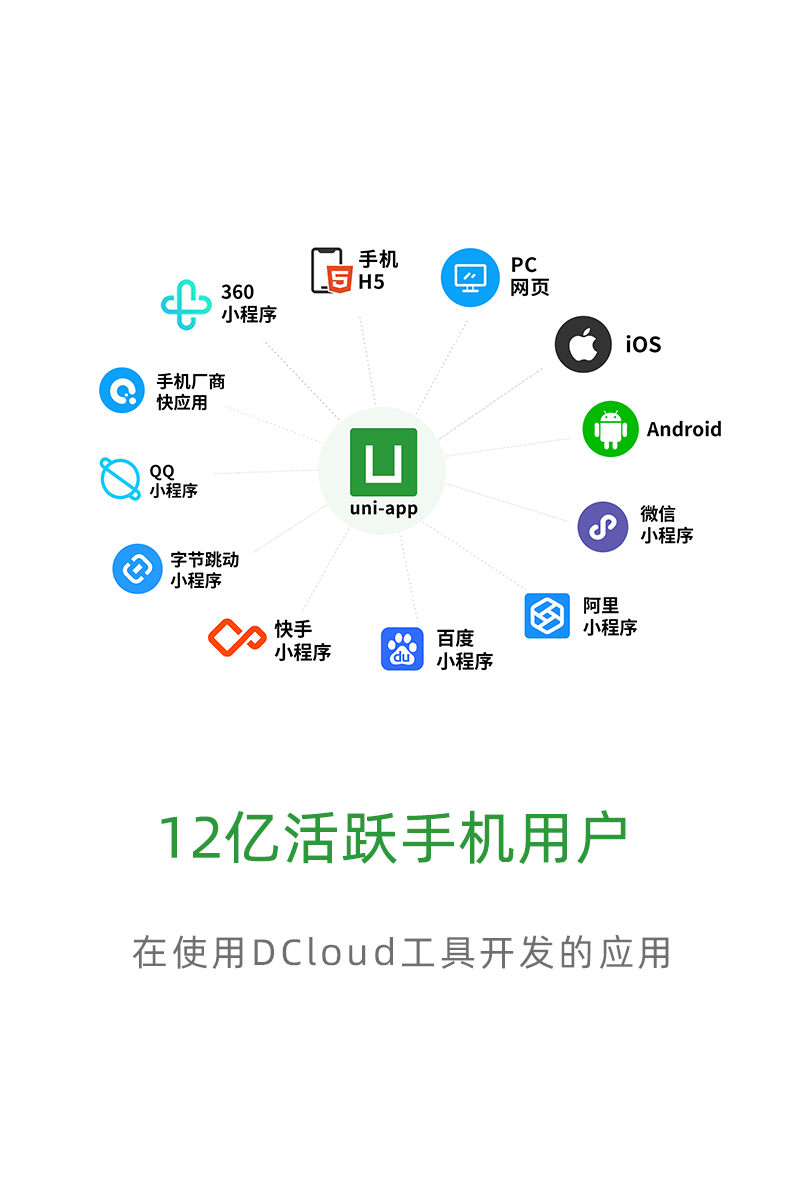 手机
H5
PC
网页
360
小程序
iOS
手机厂商
快应用
Android
QQ
小程序
uni-app
微信
小程序
字节跳动
小程序
阿里
小程序
快手
小程序
百度
小程序
du
12亿活跃手机用户
在使用DCloud工具开发的应用